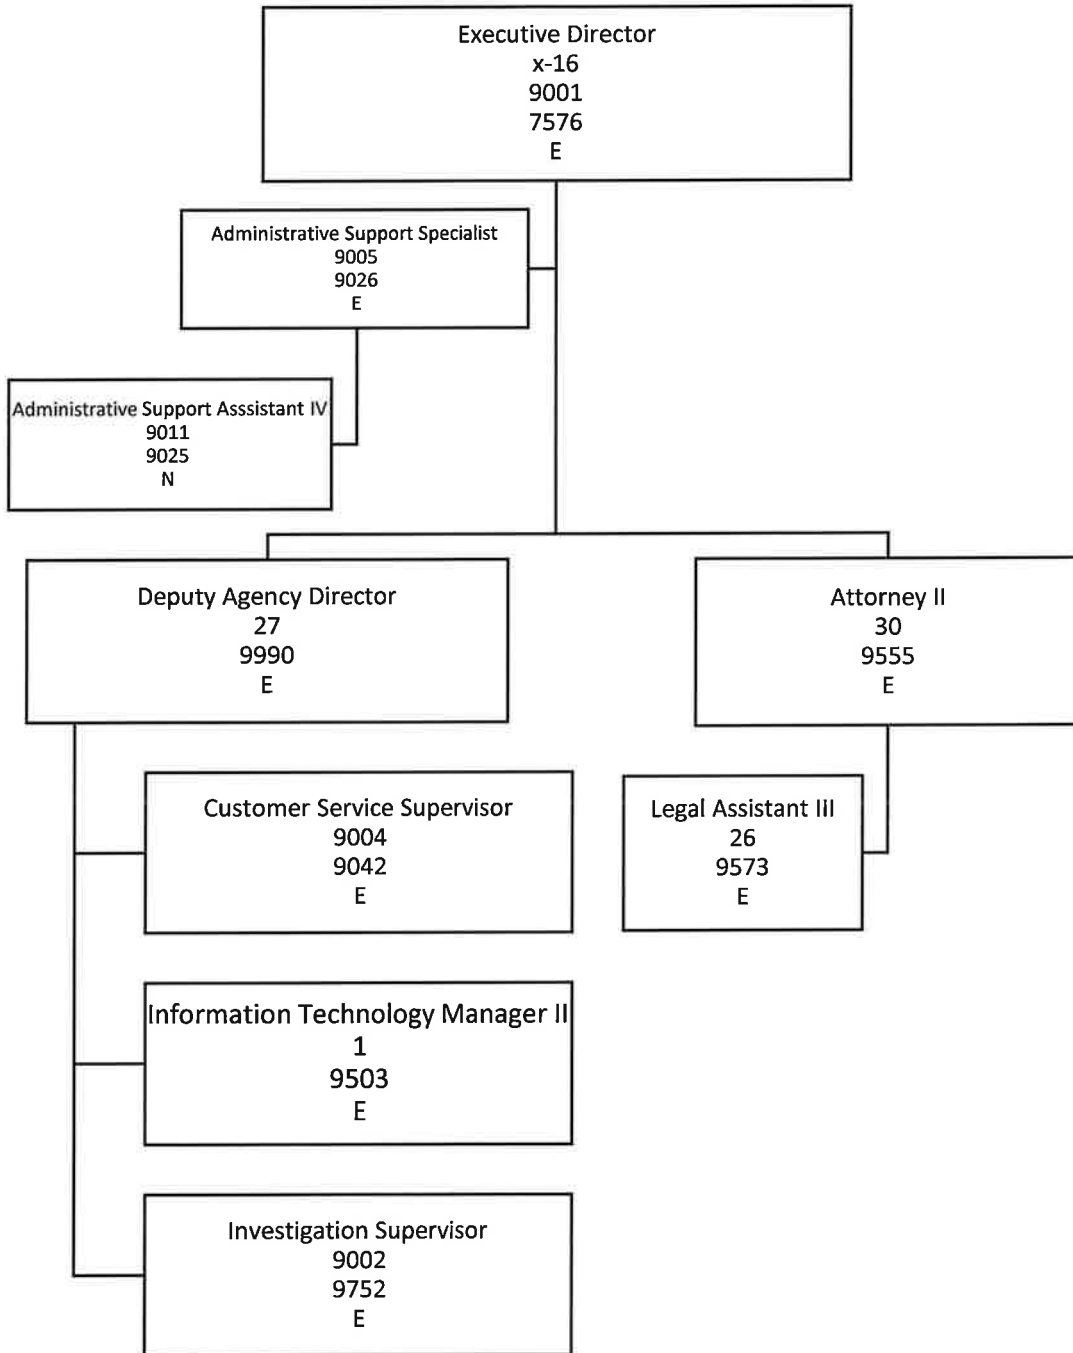 Executive Director
x-16
9001
7576
E
Administrative Support Specialist
9005
9026
E
Administrative Support Asssistant IV
9011
9025
N
Deputy Agency Director
27
9990
E
Attorney II
30
9555
E
Customer Service Supervisor
9004
9042
E
Legal Assistant III
26
9573
E
Information Technology Manager II
1
9503
E
Investigation Supervisor
9002
9752
E